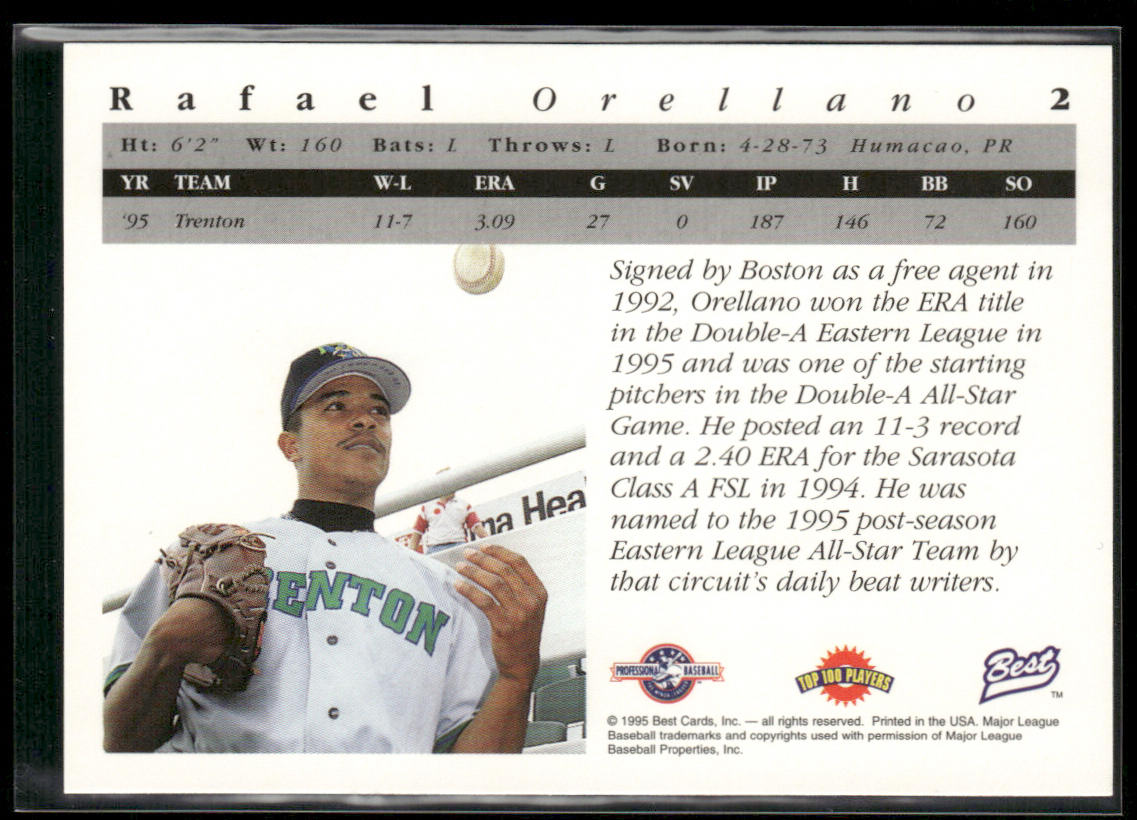 Rafael Orellano 2
Ht: 6'2" Wt: 160 Bats: L Throws: L Born: 4-28-73 Humacao, PR
YR TEAM W-L ERA G SV IP H BB SO
'95 Trenton 11-7 3.09 27 0 187 146 72 160
Signed by Boston as a free agent in
1992, Orellano won the ERA title
in the Double-A Eastern League in
1995 and was one of the starting
pitchers in the Double-A All-Star
Game. He posted an 11-3 record
and a 2.40 ERA for the Sarasota
Class A FSL in 1994. He was
named to the 1995 post-season
Eastern League All-Star Team by
that circuit's daily beat writers.
na Hea
RENTON
PROFESSIONAL BASEBALL
TOP 100 PLAYERS
Best TM
© 1995 Best Cards, Inc. — all rights reserved. Printed in the USA. Major League
Baseball trademarks and copyrights used with permission of Major League
Baseball Properties, Inc.